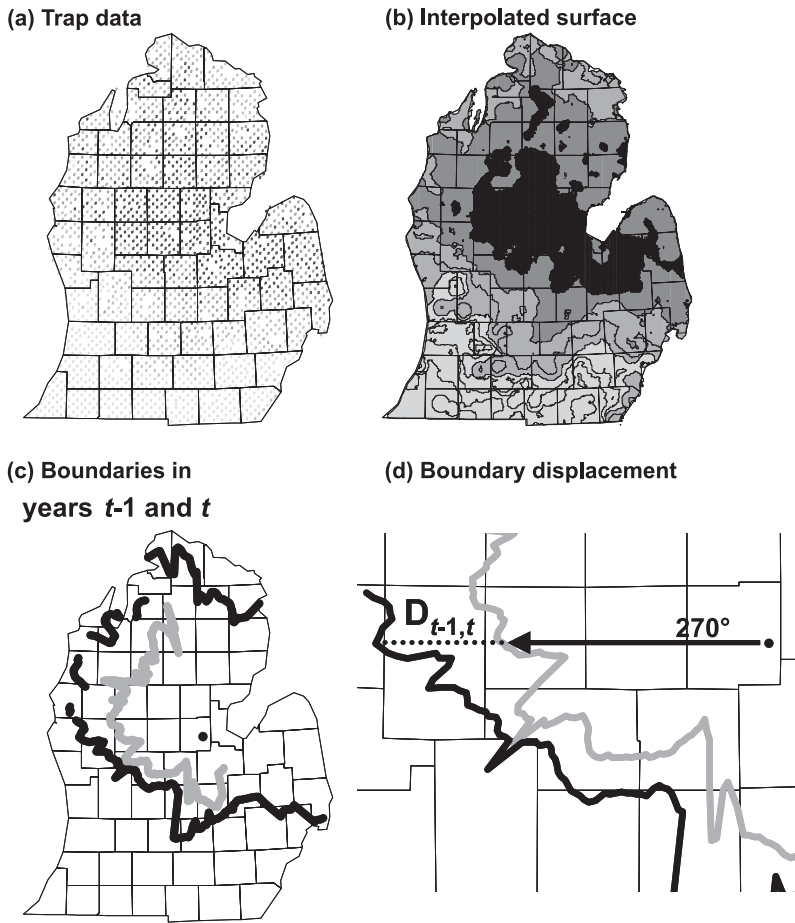 (a) Trap data
(b) Interpolated surface
(c) Boundaries in
years t-1 and t
(d) Boundary displacement
D t-1,t
270°